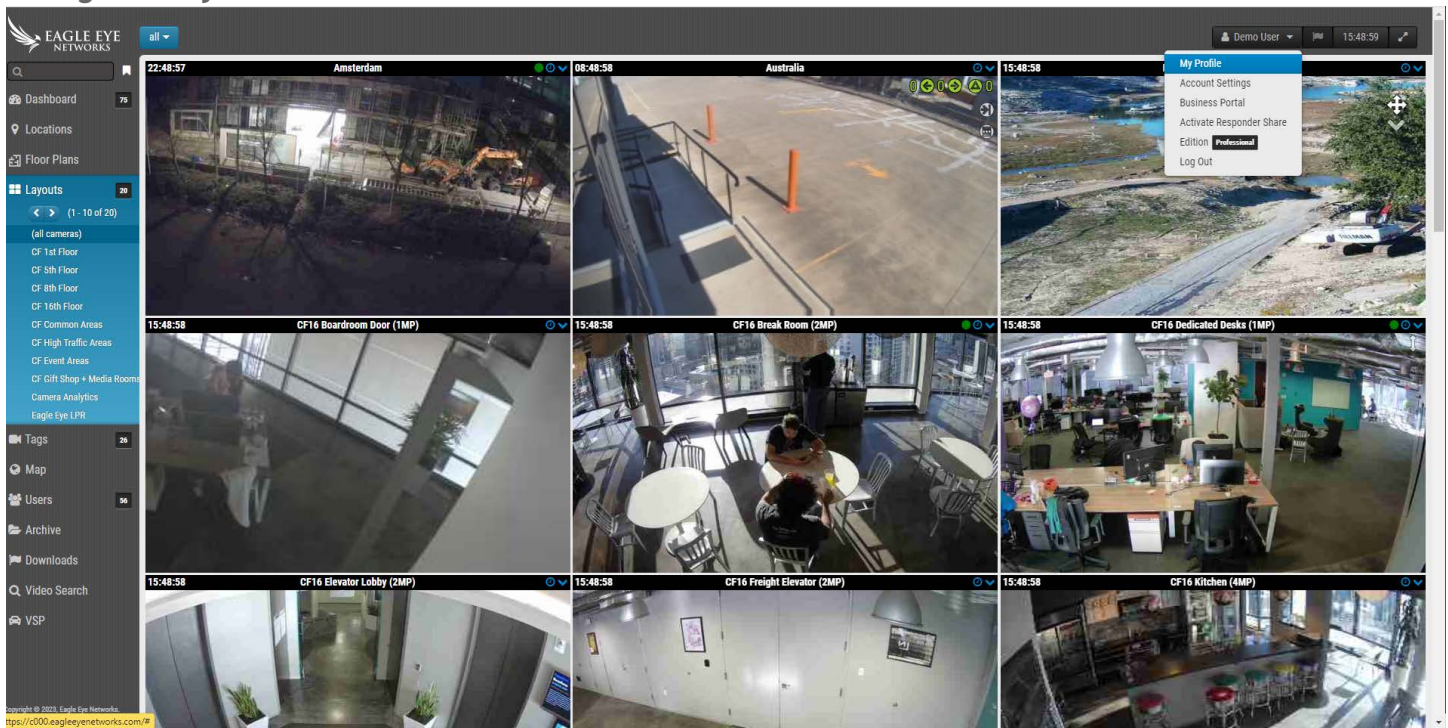 EAGLE EYE
NETWORKS
all
Demo User
15:48:59
My Profile
Account Settings
Business Portal
Activate Responder Share
Edition Professional
Log Out
Dashboard 75
Locations
Floor Plans
Layouts 20
(1 - 10 of 20)
(all cameras)
CF 1st Floor
CF 5th Floor
CF 8th Floor
CF 16th Floor
CF Common Areas
CF High Traffic Areas
CF Event Areas
CF Gift Shop + Media Rooms
Camera Analytics
Eagle Eye LPR
Tags 26
Map
Users 56
Archive
Downloads
Video Search
VSP
Copyright © 2023, Eagle Eye Networks.
ttps://c000.eagleeyenetworks.com/#
22:48:57 Amsterdam
08:48:58 Australia
0 0 0
15:48:58
TILLMAN
15:48:58 CF16 Boardroom Door (1MP)
15:48:58 CF16 Break Room (2MP)
15:48:58 CF16 Dedicated Desks (1MP)
15:48:58 CF16 Elevator Lobby (2MP)
15:48:58 CF16 Freight Elevator (2MP)
15:48:58 CF16 Kitchen (4MP)